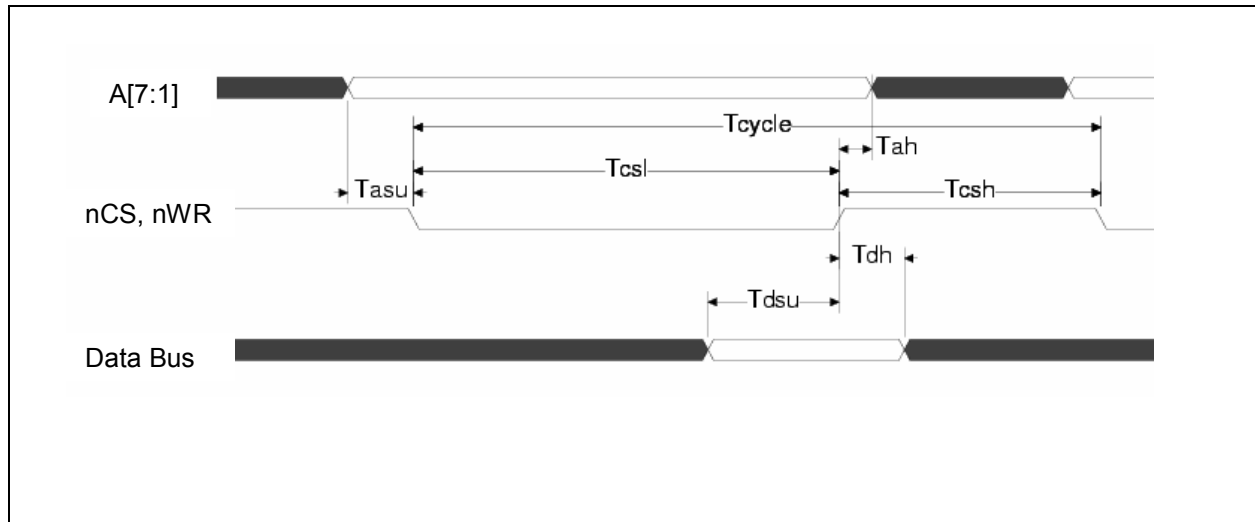 A[7:1]
Tcycle
Tah
Tcsl
Tasu
Tcsh
nCS, nWR
Tdh
Tdsu
Data Bus